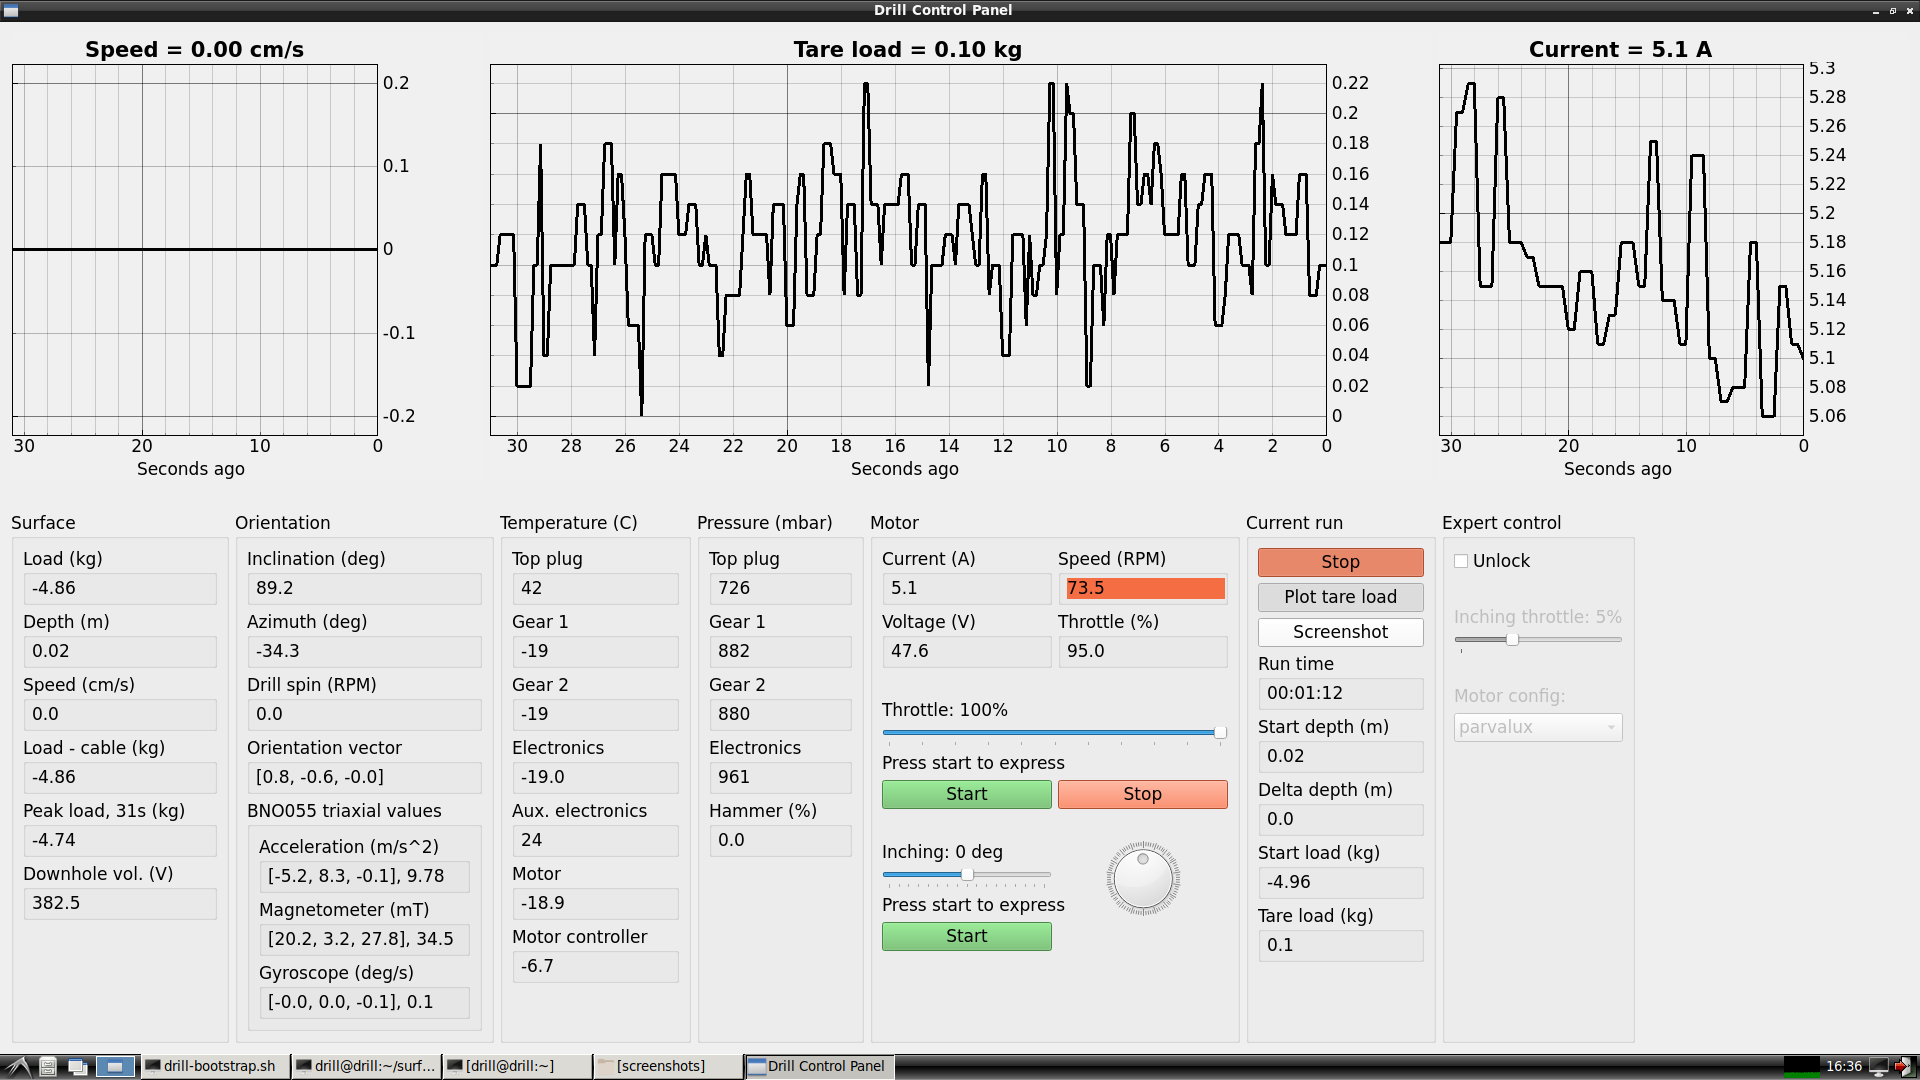 Drill Control Panel
Speed = 0.00 cm/s
0.2
0.1
0
-0.1
-0.2
30 20 10 0
Seconds ago
Tare load = 0.10 kg
0.22
0.2
0.18
0.16
0.14
0.12
0.1
0.08
0.06
0.04
0.02
0
30 28 26 24 22 20 18 16 14 12 10 8 6 4 2 0
Seconds ago
Current = 5.1 A
5.3
5.28
5.26
5.24
5.22
5.2
5.18
5.16
5.14
5.12
5.1
5.08
5.06
30 20 10 0
Seconds ago
Surface
Load (kg)
-4.86
Depth (m)
0.02
Speed (cm/s)
0.0
Load - cable (kg)
-4.86
Peak load, 31s (kg)
-4.74
Downhole vol. (V)
382.5
Orientation
Inclination (deg)
89.2
Azimuth (deg)
-34.3
Drill spin (RPM)
0.0
Orientation vector
[0.8, -0.6, -0.0]
BNO055 triaxial values
Acceleration (m/s^2)
[-5.2, 8.3, -0.1], 9.78
Magnetometer (mT)
[20.2, 3.2, 27.8], 34.5
Gyroscope (deg/s)
[-0.0, 0.0, -0.1], 0.1
Temperature (C)
Top plug
42
Gear 1
-19
Gear 2
-19
Electronics
-19.0
Aux. electronics
24
Motor
-18.9
Motor controller
-6.7
Pressure (mbar)
Top plug
726
Gear 1
882
Gear 2
880
Electronics
961
Hammer (%)
0.0
Motor
Current (A) Speed (RPM)
5.1 73.5
Voltage (V) Throttle (%)
47.6 95.0
Throttle: 100%
Press start to express
Start Stop
Inching: 0 deg
Press start to express
Start
Current run
Stop
Plot tare load
Screenshot
Run time
00:01:12
Start depth (m)
0.02
Delta depth (m)
0.0
Start load (kg)
-4.96
Tare load (kg)
0.1
Expert control
Unlock
Inching throttle: 5%
Motor config:
parvalux
drill-bootstrap.sh
drill@drill:~/surf...
[drill@drill:~]
[screenshots]
Drill Control Panel
16:36